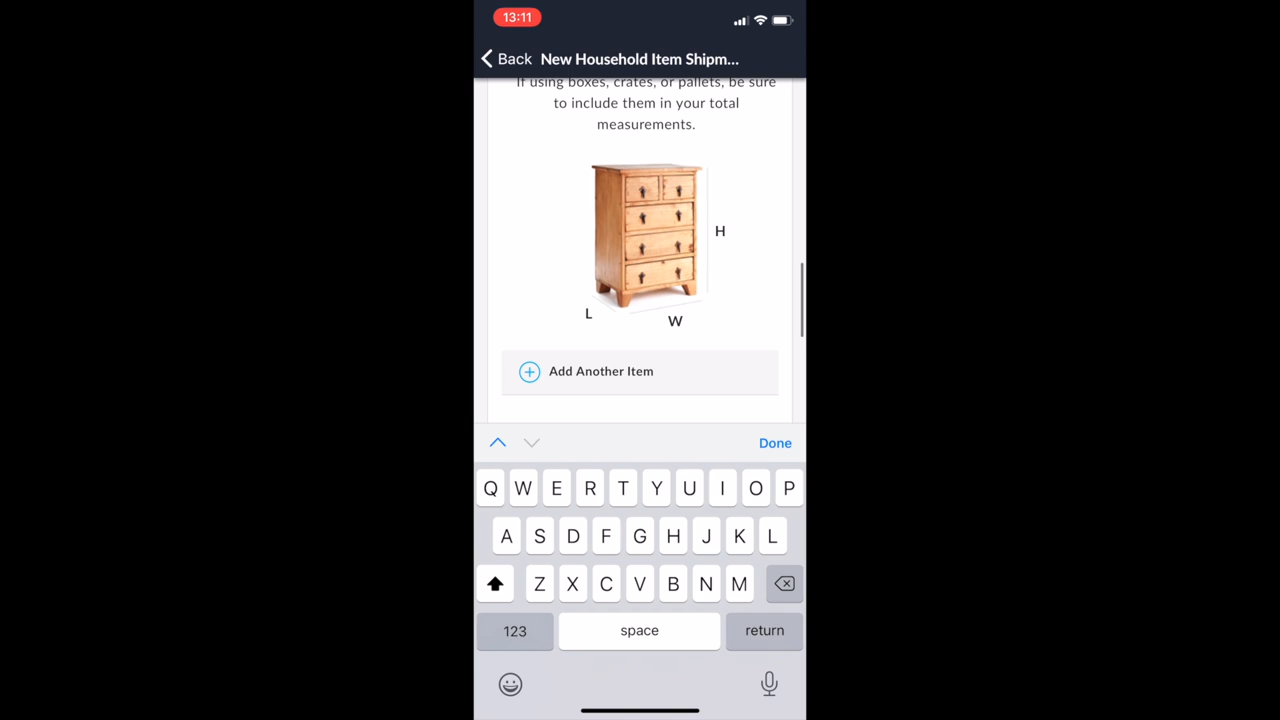 13:11
Back New Household Item Shipm...
If using boxes, crates, or pallets, be sure
to include them in your total
measurements.
H
L
W
Add Another Item
Done
Q W E R T Y U I O P
A S D F G H J K L
Z X C V B N M
123 space return